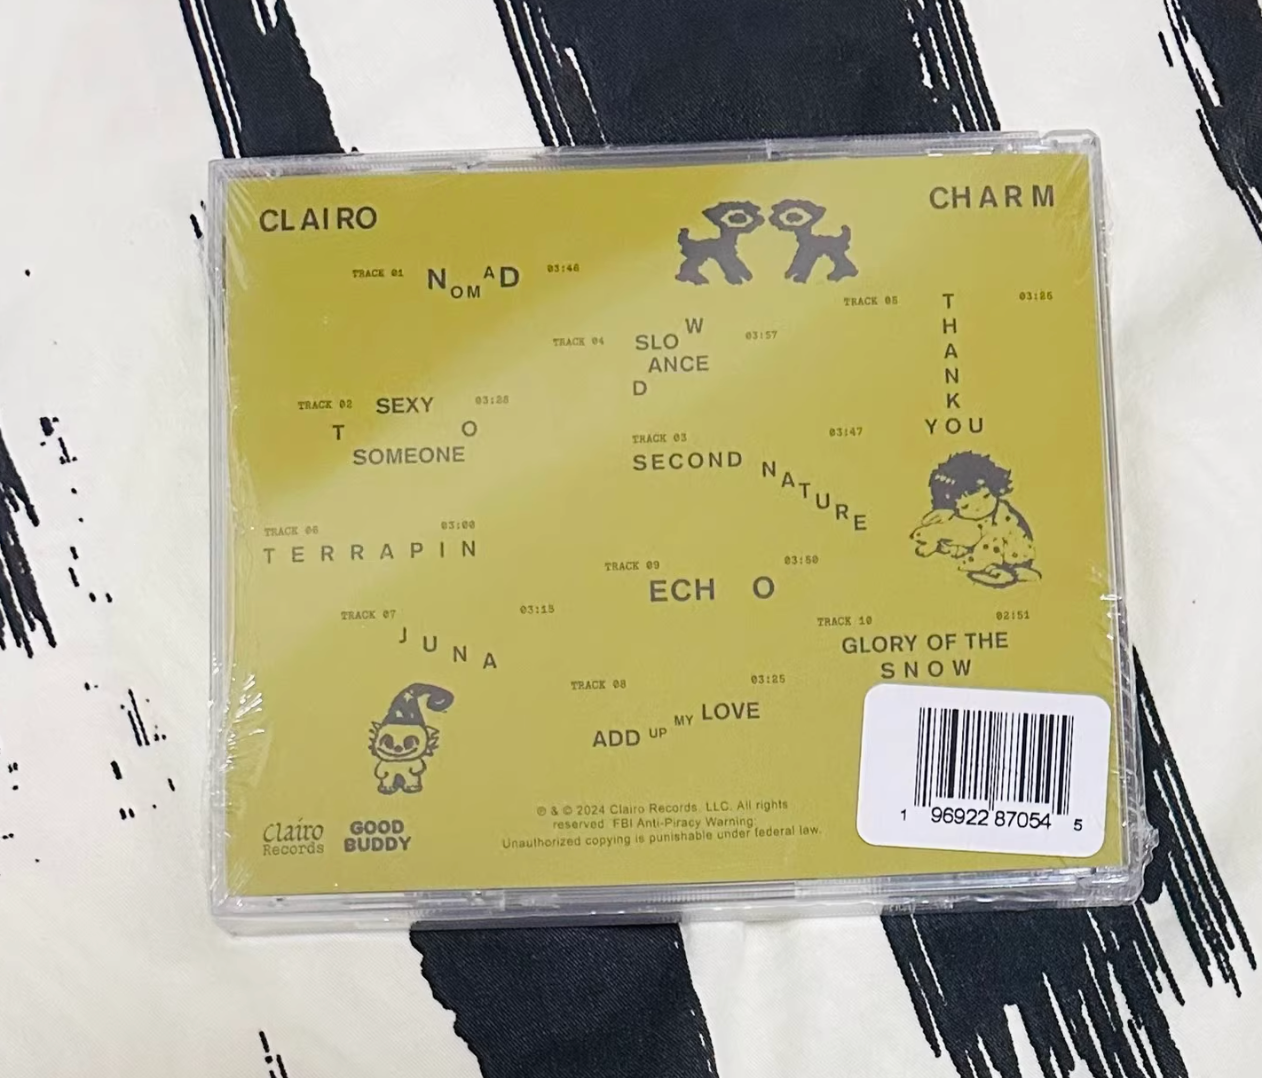 CLAIRO
CHARM
TRACK 01 NOMAD 03:46
TRACK 02 SEXY 03:28
T O
SOMEONE
TRACK 03 03:47
SECOND NATURE
TRACK 04 SLOW 03:57
DANCE
TRACK 05 THANK 03:26
YOU
TRACK 06 03:00
TERRAPIN
TRACK 07 03:15
JUNA
TRACK 08 03:25
ADD UP MY LOVE
TRACK 09 03:50
ECHO
TRACK 10 02:51
GLORY OF THE
SNOW
Clairo
Records
GOOD
BUDDY
℗ & © 2024 Clairo Records, LLC. All rights
reserved. FBI Anti-Piracy Warning:
Unauthorized copying is punishable under federal law.
1 96922 87054 5